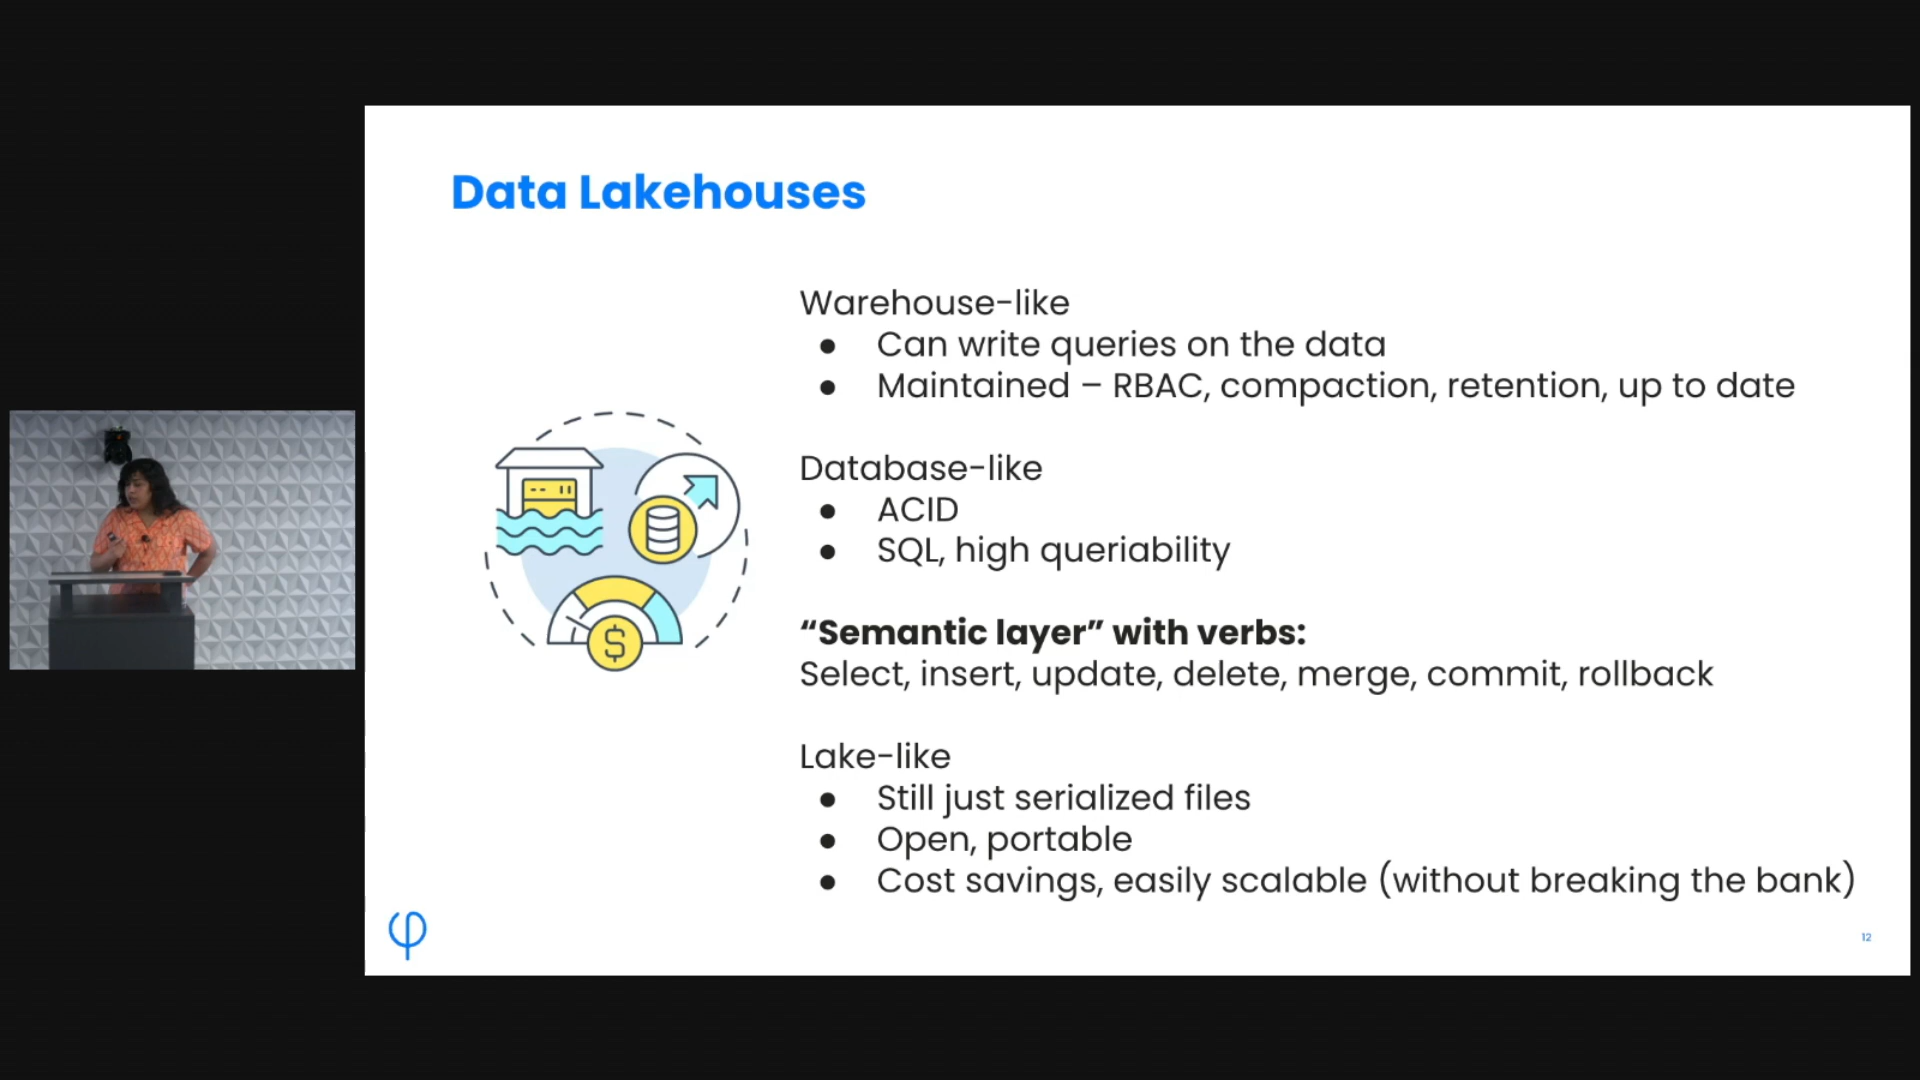 Data Lakehouses
Warehouse-like
● Can write queries on the data
● Maintained – RBAC, compaction, retention, up to date
Database-like
● ACID
● SQL, high queriability
“Semantic layer” with verbs:
Select, insert, update, delete, merge, commit, rollback
Lake-like
● Still just serialized files
● Open, portable
● Cost savings, easily scalable (without breaking the bank)
$
φ
12